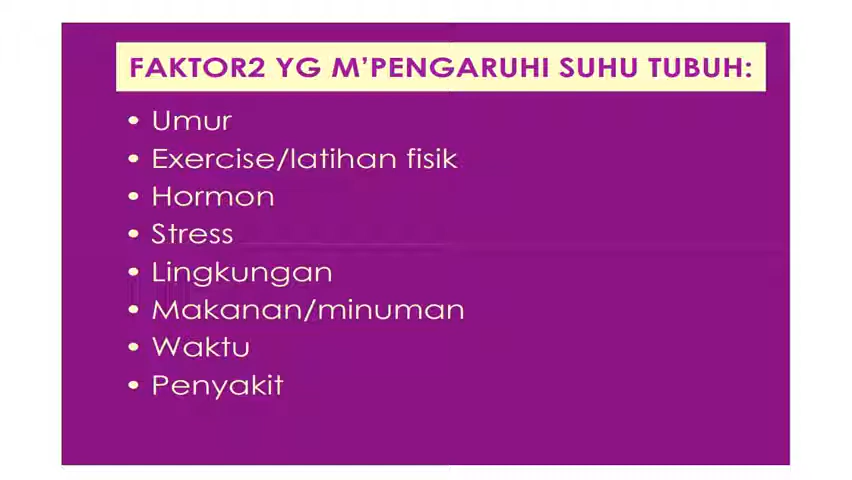 FAKTOR2 YG M'PENGARUHI SUHU TUBUH:
• Umur
• Exercise/latihan fisik
• Hormon
• Stress
• Lingkungan
• Makanan/minuman
• Waktu
• Penyakit